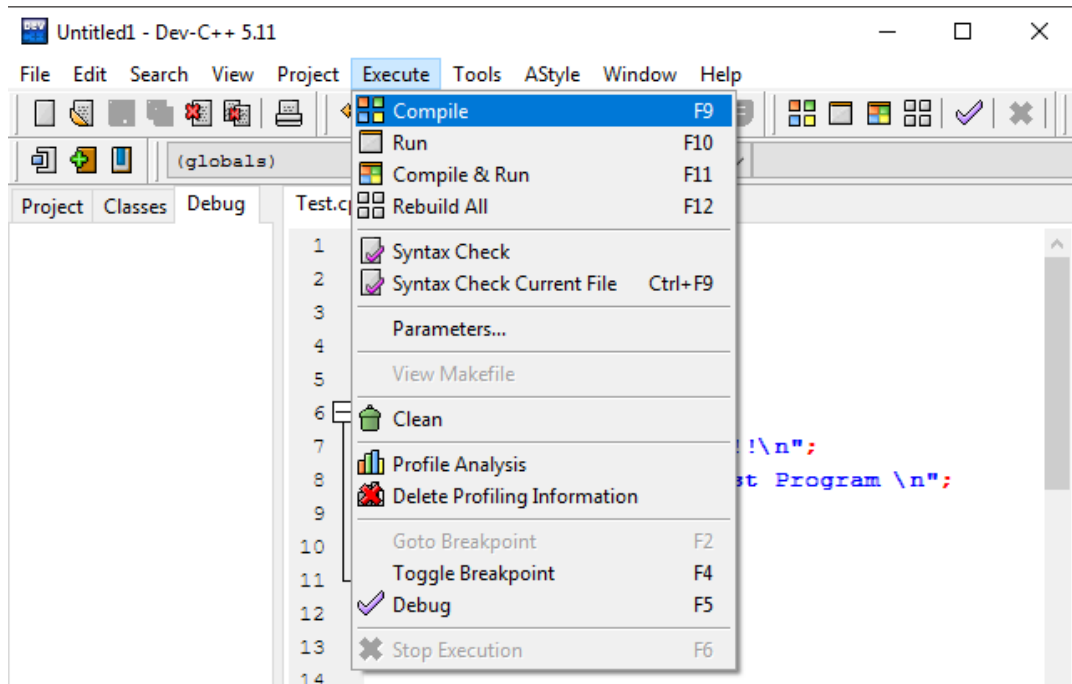 Untitled1 - Dev-C++ 5.11
File Edit Search View Project Execute Tools AStyle Window Help
(globals)
Project Classes Debug
Compile F9
Run F10
Compile & Run F11
Rebuild All F12
Syntax Check
Syntax Check Current File Ctrl+F9
Parameters...
View Makefile
Clean
Profile Analysis
Delete Profiling Information
Goto Breakpoint F2
Toggle Breakpoint F4
Debug F5
Stop Execution F6
1
2
3
4
5
6
7 !!\n";
8 Program \n";
9
10
11
12
13
14